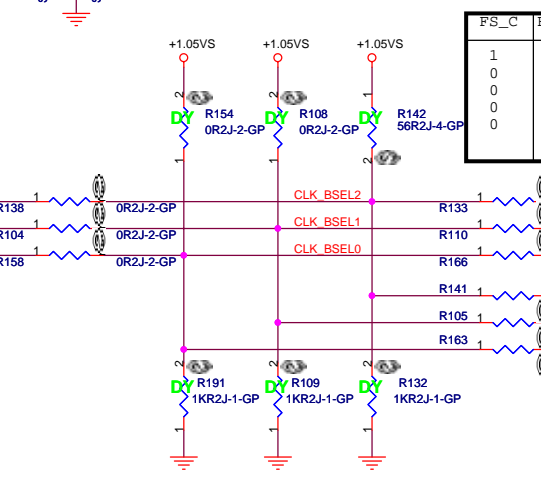 FS_C
+1.05VS +1.05VS +1.05VS
1
0
0
0
0
2 2 1
DY R154 DY R108 DY R142
0R2J-2-GP 0R2J-2-GP 56R2J-4-GP
1 1 2
R138 1 0R2J-2-GP CLK_BSEL2 R133 1
R104 1 0R2J-2-GP CLK_BSEL1 R110 1
R158 1 0R2J-2-GP CLK_BSEL0 R166 1
R141 1
R105 1
R163 1
2 2 2
DY R191 DY R109 DY R132
1KR2J-1-GP 1KR2J-1-GP 1KR2J-1-GP
1 1 1